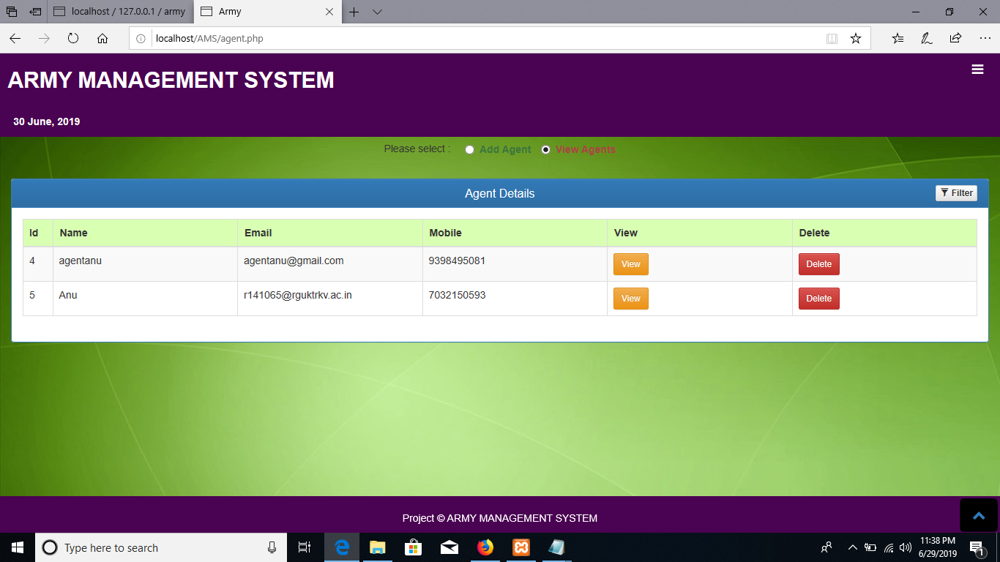 localhost / 127.0.0.1 / army
Army
localhost/AMS/agent.php
ARMY MANAGEMENT SYSTEM
30 June, 2019
Please select : Add Agent View Agents
Agent Details Filter
Id Name Email Mobile View Delete
4 agentanu agentanu@gmail.com 9398495081 View Delete
5 Anu r141065@rguktrkv.ac.in 7032150593 View Delete
Project © ARMY MANAGEMENT SYSTEM
Type here to search
11:38 PM
6/29/2019
1